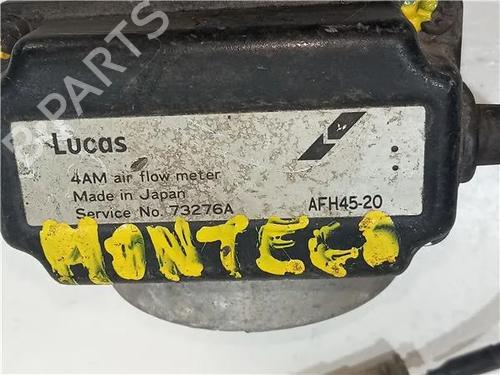 B-PARTS
Lucas
4AM air flow meter
Made in Japan
Service No. 73276A
AFH45-20
MONTEGO